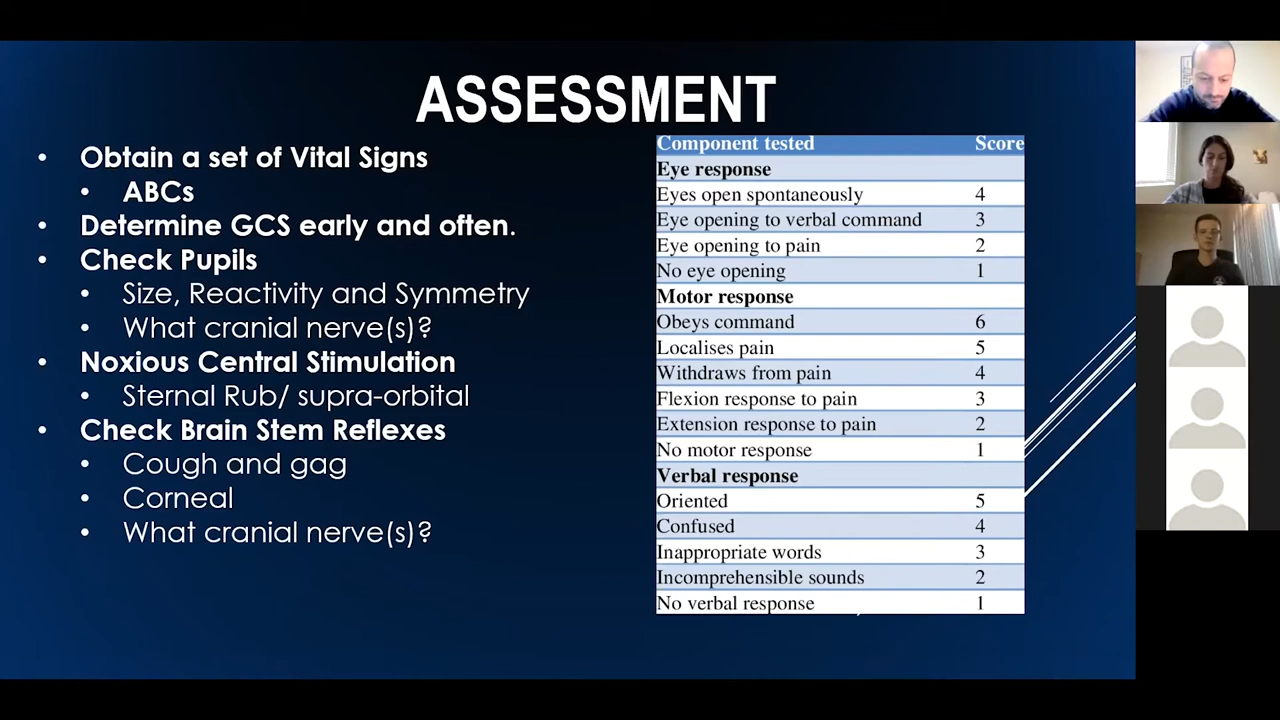 ASSESSMENT
• Obtain a set of Vital Signs
• ABCs
• Determine GCS early and often.
• Check Pupils
• Size, Reactivity and Symmetry
• What cranial nerve(s)?
• Noxious Central Stimulation
• Sternal Rub/ supra-orbital
• Check Brain Stem Reflexes
• Cough and gag
• Corneal
• What cranial nerve(s)?
Component tested Score
Eye response
Eyes open spontaneously 4
Eye opening to verbal command 3
Eye opening to pain 2
No eye opening 1
Motor response
Obeys command 6
Localises pain 5
Withdraws from pain 4
Flexion response to pain 3
Extension response to pain 2
No motor response 1
Verbal response
Oriented 5
Confused 4
Inappropriate words 3
Incomprehensible sounds 2
No verbal response 1